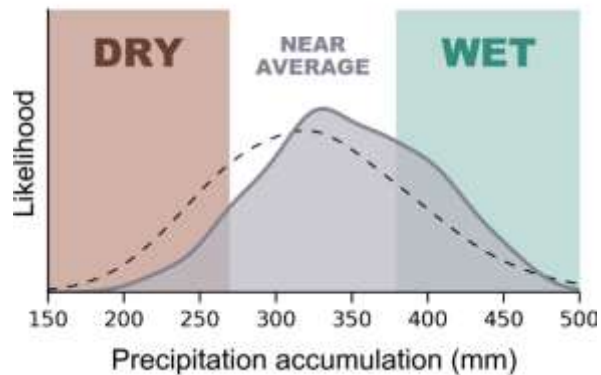 DRY
NEAR
AVERAGE
WET
Likelihood
150 200 250 300 350 400 450 500
Precipitation accumulation (mm)